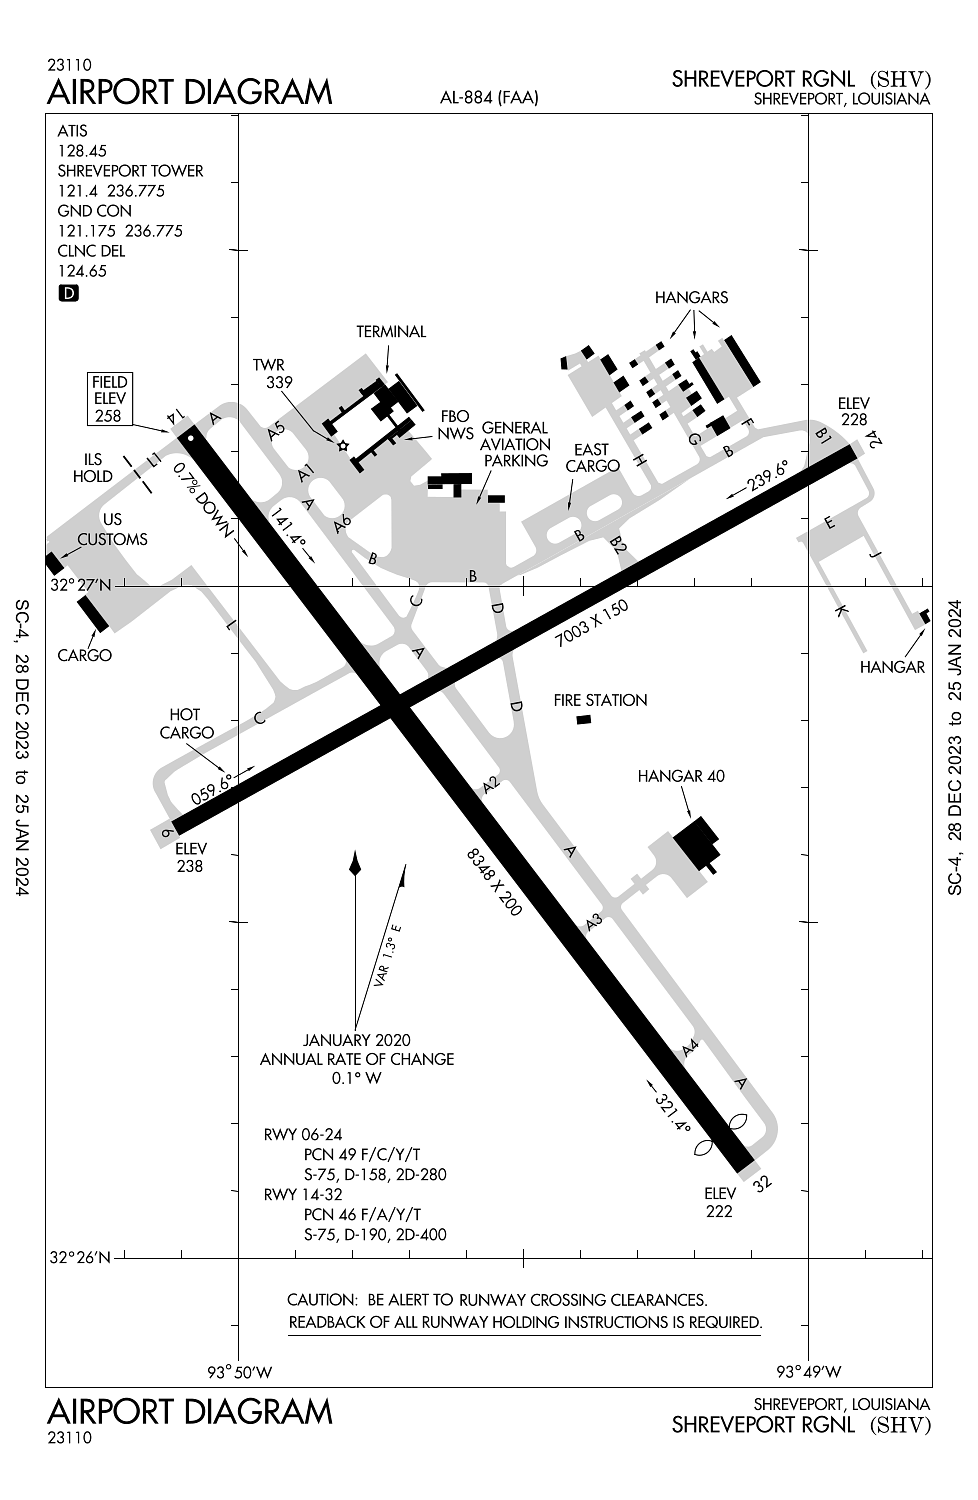 23110
AIRPORT DIAGRAM
AL-884 (FAA)
SHREVEPORT RGNL (SHV)
SHREVEPORT, LOUISIANA
ATIS
128.45
SHREVEPORT TOWER
121.4 236.775
GND CON
121.175 236.775
CLNC DEL
124.65
D
HANGARS
TERMINAL
TWR
339
FIELD
ELEV
258
14
A
A5
FBO
NWS
GENERAL
AVIATION
PARKING
EAST
CARGO
ELEV
228
24
F
G
B
B1
H
ILS
HOLD
L1
0.7% DOWN
141.4°
A1
A
A6
B
239.6°
US
CUSTOMS
B
B2
E
J
32°27'N
B
C
D
7003 X 150
K
L
CARGO
A
HANGAR
HOT
CARGO
C
D
FIRE STATION
059.6°
A2
HANGAR 40
6
ELEV
238
8348 X 200
A
A3
VAR 1.3° E
JANUARY 2020
ANNUAL RATE OF CHANGE
0.1° W
A4
A
321.4°
RWY 06-24
PCN 49 F/C/Y/T
S-75, D-158, 2D-280
RWY 14-32
PCN 46 F/A/Y/T
S-75, D-190, 2D-400
32
ELEV
222
32°26'N
CAUTION: BE ALERT TO RUNWAY CROSSING CLEARANCES.
READBACK OF ALL RUNWAY HOLDING INSTRUCTIONS IS REQUIRED.
93°50'W
93°49'W
SC-4, 28 DEC 2023 to 25 JAN 2024
SC-4, 28 DEC 2023 to 25 JAN 2024
AIRPORT DIAGRAM
23110
SHREVEPORT, LOUISIANA
SHREVEPORT RGNL (SHV)